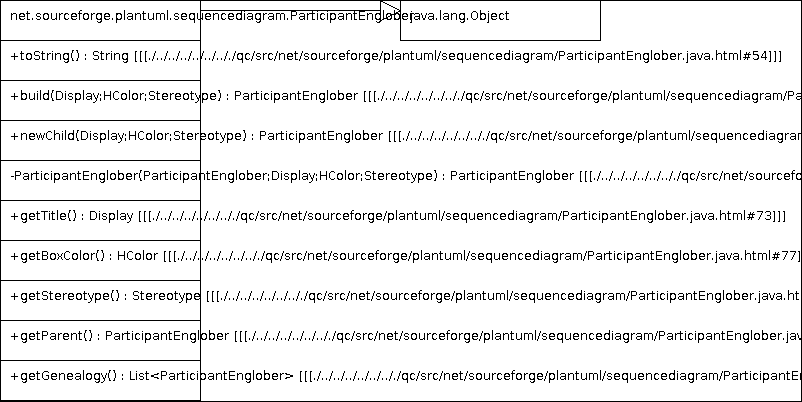 net.sourceforge.plantuml.sequencediagram.ParticipantEnglober
java.lang.Object
+toString() : String [[[./../../../../../../../qc/src/net/sourceforge/plantuml/sequencediagram/ParticipantEnglober.java.html#54]]]
+build(Display;HColor;Stereotype) : ParticipantEnglober [[[./../../../../../../../qc/src/net/sourceforge/plantuml/sequencediagram/Pa
+newChild(Display;HColor;Stereotype) : ParticipantEnglober [[[./../../../../../../../qc/src/net/sourceforge/plantuml/sequencediagram
-ParticipantEnglober(ParticipantEnglober;Display;HColor;Stereotype) : ParticipantEnglober [[[./../../../../../../../qc/src/net/sourcefo
+getTitle() : Display [[[./../../../../../../../qc/src/net/sourceforge/plantuml/sequencediagram/ParticipantEnglober.java.html#73]]]
+getBoxColor() : HColor [[[./../../../../../../../qc/src/net/sourceforge/plantuml/sequencediagram/ParticipantEnglober.java.html#77]
+getStereotype() : Stereotype [[[./../../../../../../../qc/src/net/sourceforge/plantuml/sequencediagram/ParticipantEnglober.java.ht
+getParent() : ParticipantEnglober [[[./../../../../../../../qc/src/net/sourceforge/plantuml/sequencediagram/ParticipantEnglober.jav
+getGenealogy() : List<ParticipantEnglober> [[[./../../../../../../../qc/src/net/sourceforge/plantuml/sequencediagram/ParticipantEn